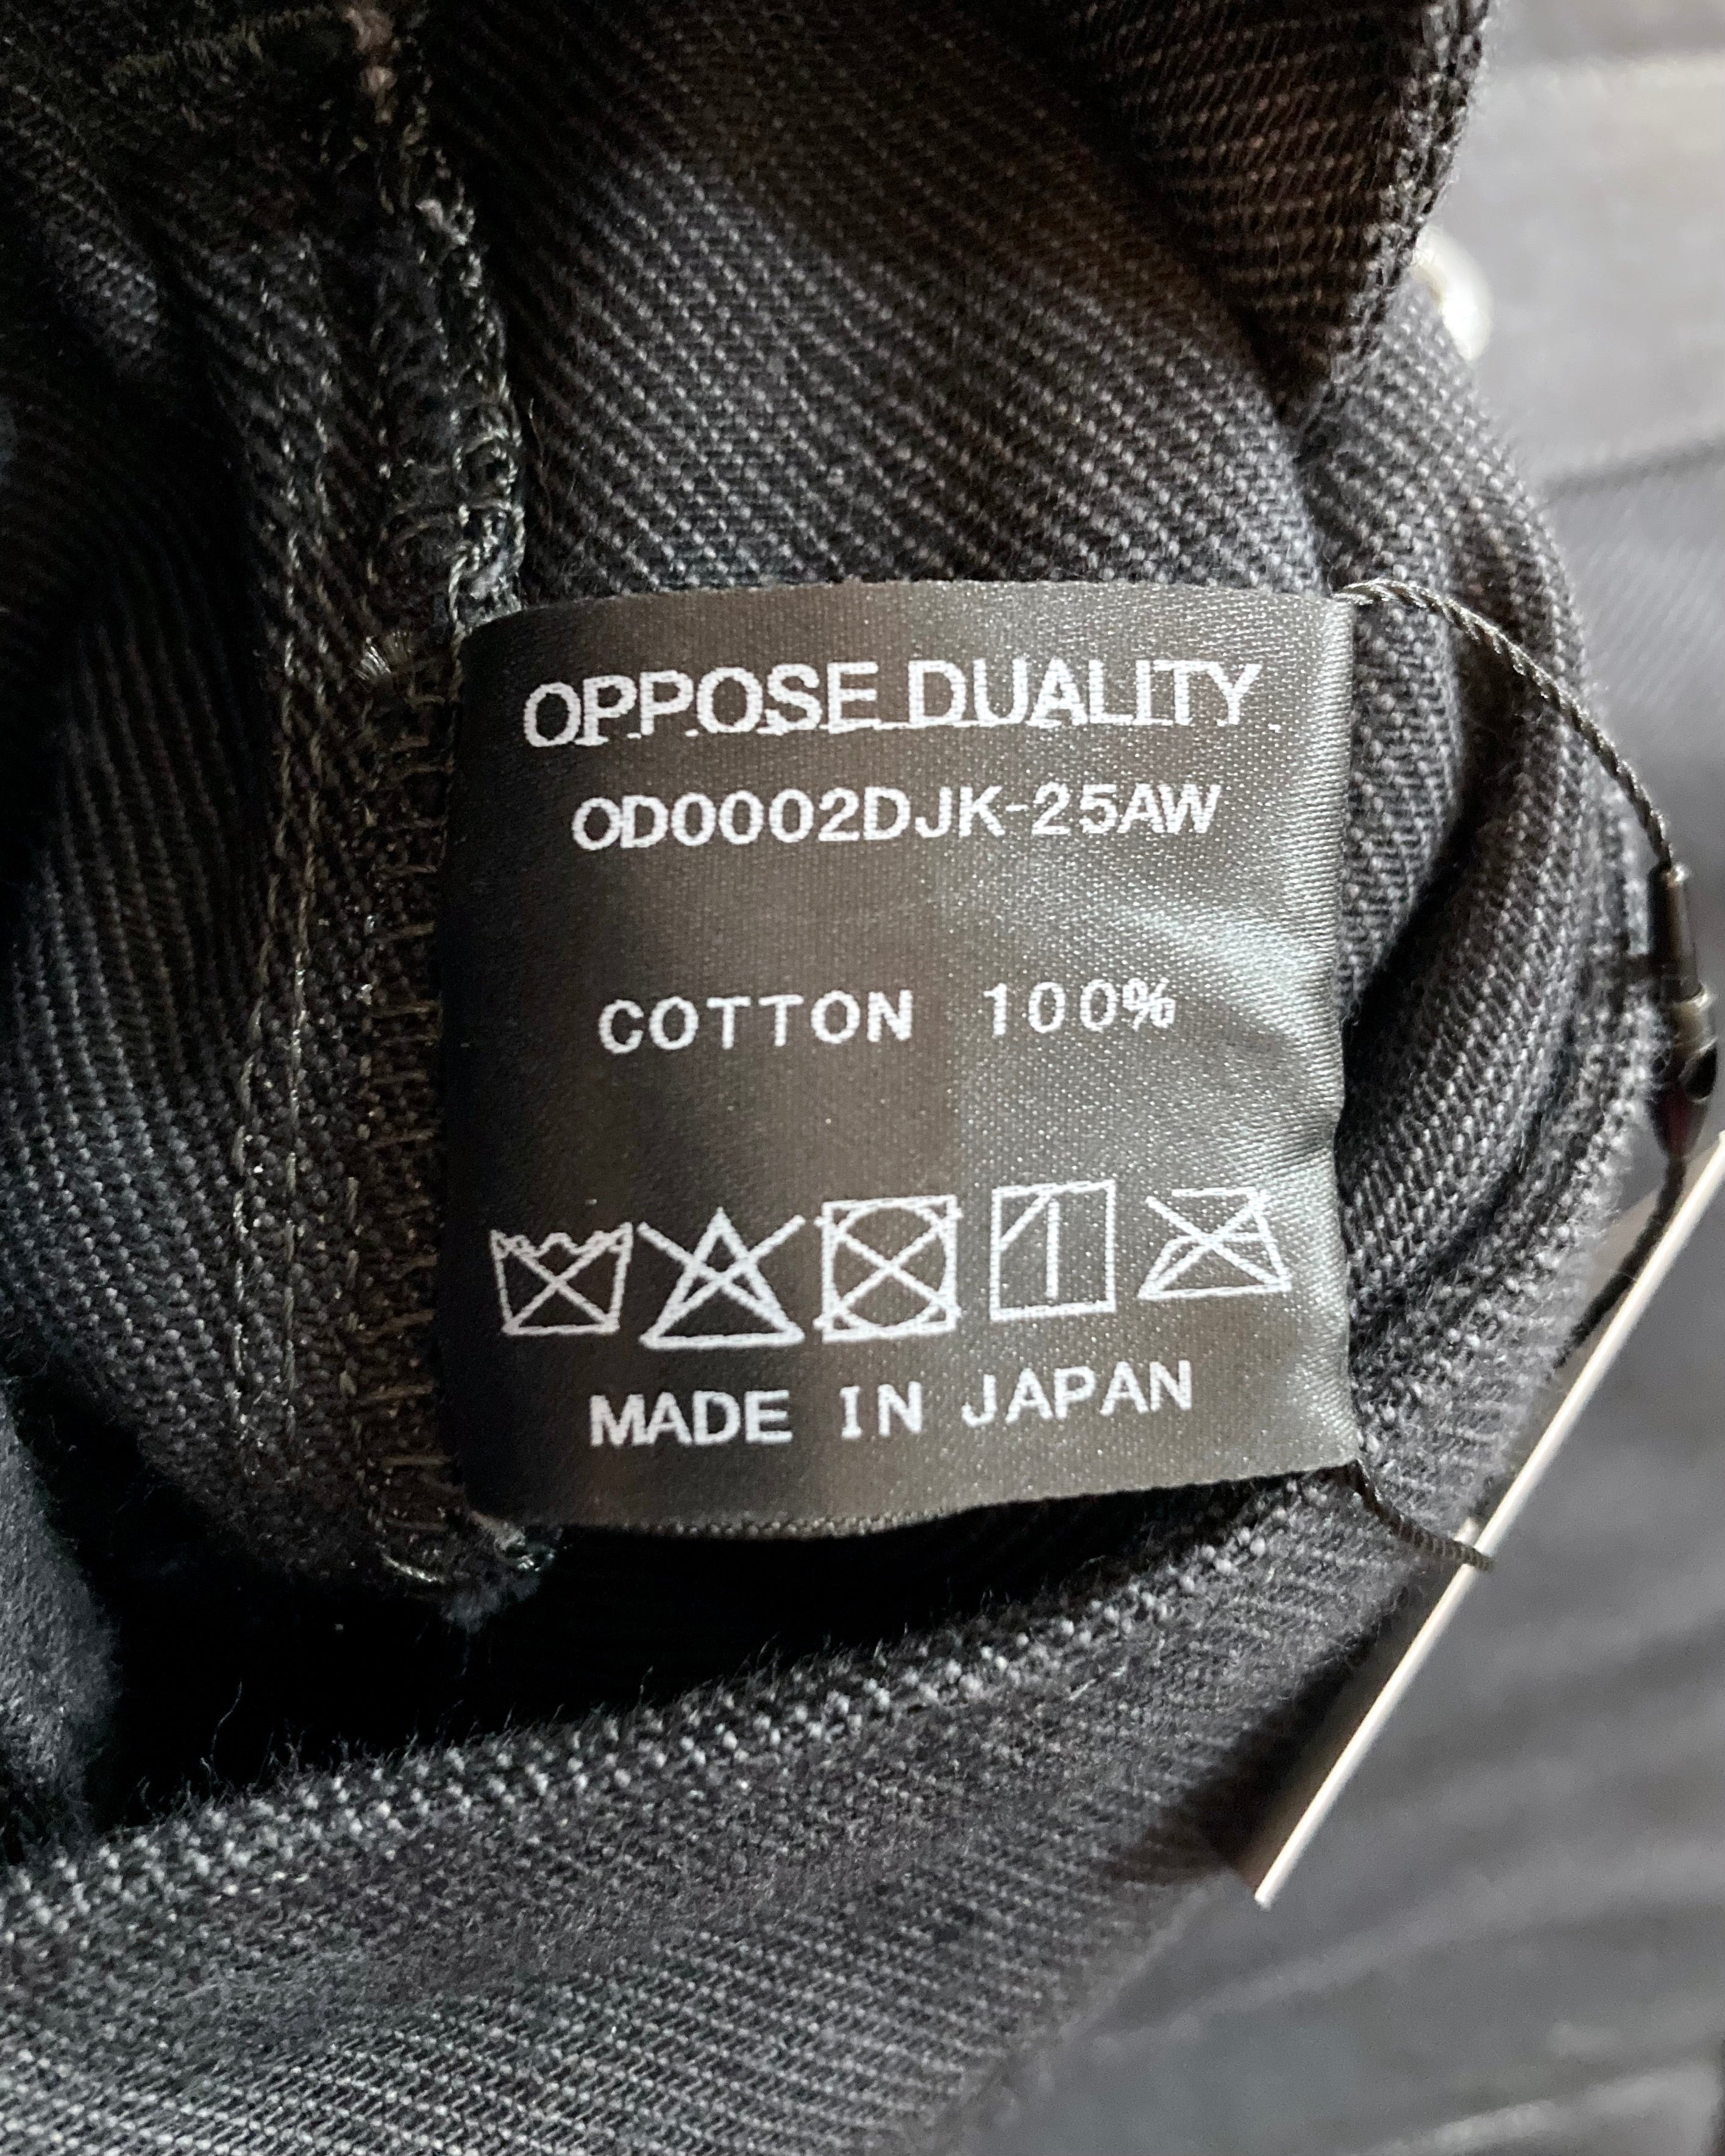 OPPOSE DUALITY
OD0002DJK-25AW
COTTON 100%
MADE IN JAPAN